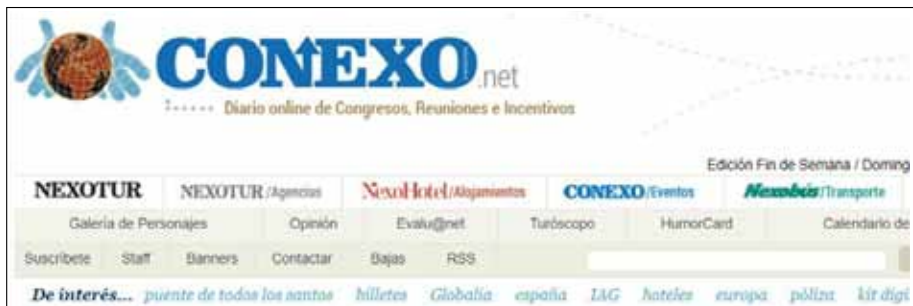 CONEXO.net
Diario online de Congresos, Reuniones e Incentivos
Edición Fin de Semana / Doming
NEXOTUR NEXOTUR/Agencias NexoHotel/Alojamientos CONEXO/Eventos Nexobús/Transporte
Galería de Personajes Opinión Evalu@net Turóscopo HumorCard Calendario de
Suscríbete Staff Banners Contactar Bajas RSS
De interés... puente de todos los santos billetes Globalia españa IAG hoteles europa póliza kit digi